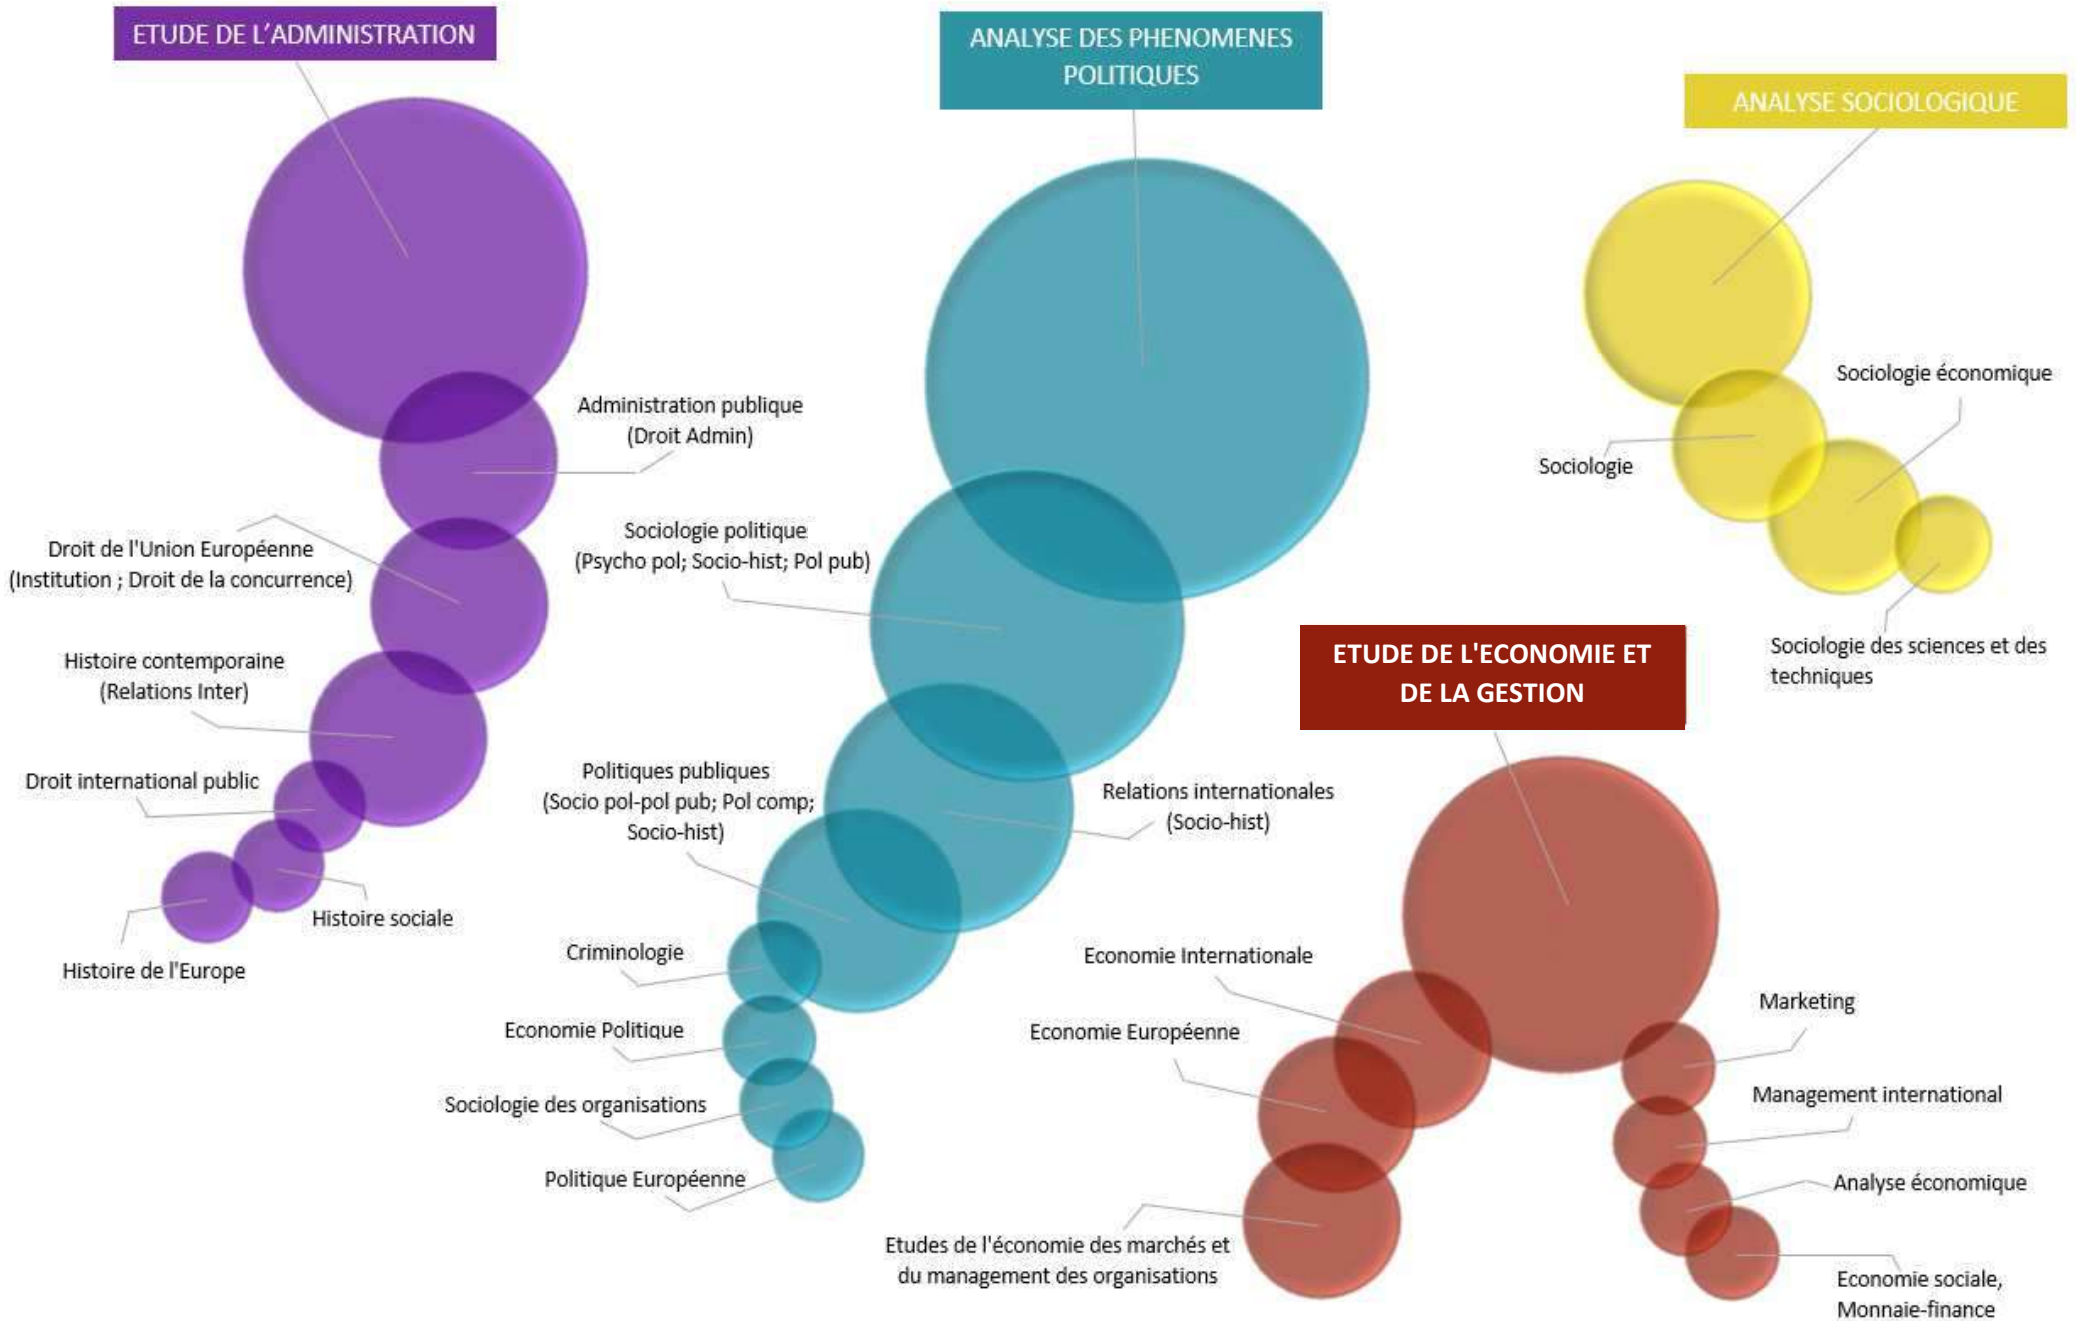 ETUDE DE L’ADMINISTRATION
Administration publique
(Droit Admin)
Droit de l'Union Européenne
(Institution ; Droit de la concurrence)
Histoire contemporaine
(Relations Inter)
Droit international public
Histoire sociale
Histoire de l'Europe
ANALYSE DES PHENOMENES
POLITIQUES
Sociologie politique
(Psycho pol; Socio-hist; Pol pub)
Relations internationales
(Socio-hist)
Politiques publiques
(Socio pol-pol pub; Pol comp;
Socio-hist)
Criminologie
Economie Politique
Sociologie des organisations
Politique Européenne
ANALYSE SOCIOLOGIQUE
Sociologie
Sociologie économique
Sociologie des sciences et des
techniques
ETUDE DE L'ECONOMIE ET
DE LA GESTION
Economie Internationale
Economie Européenne
Etudes de l'économie des marchés et
du management des organisations
Marketing
Management international
Analyse économique
Economie sociale,
Monnaie-finance